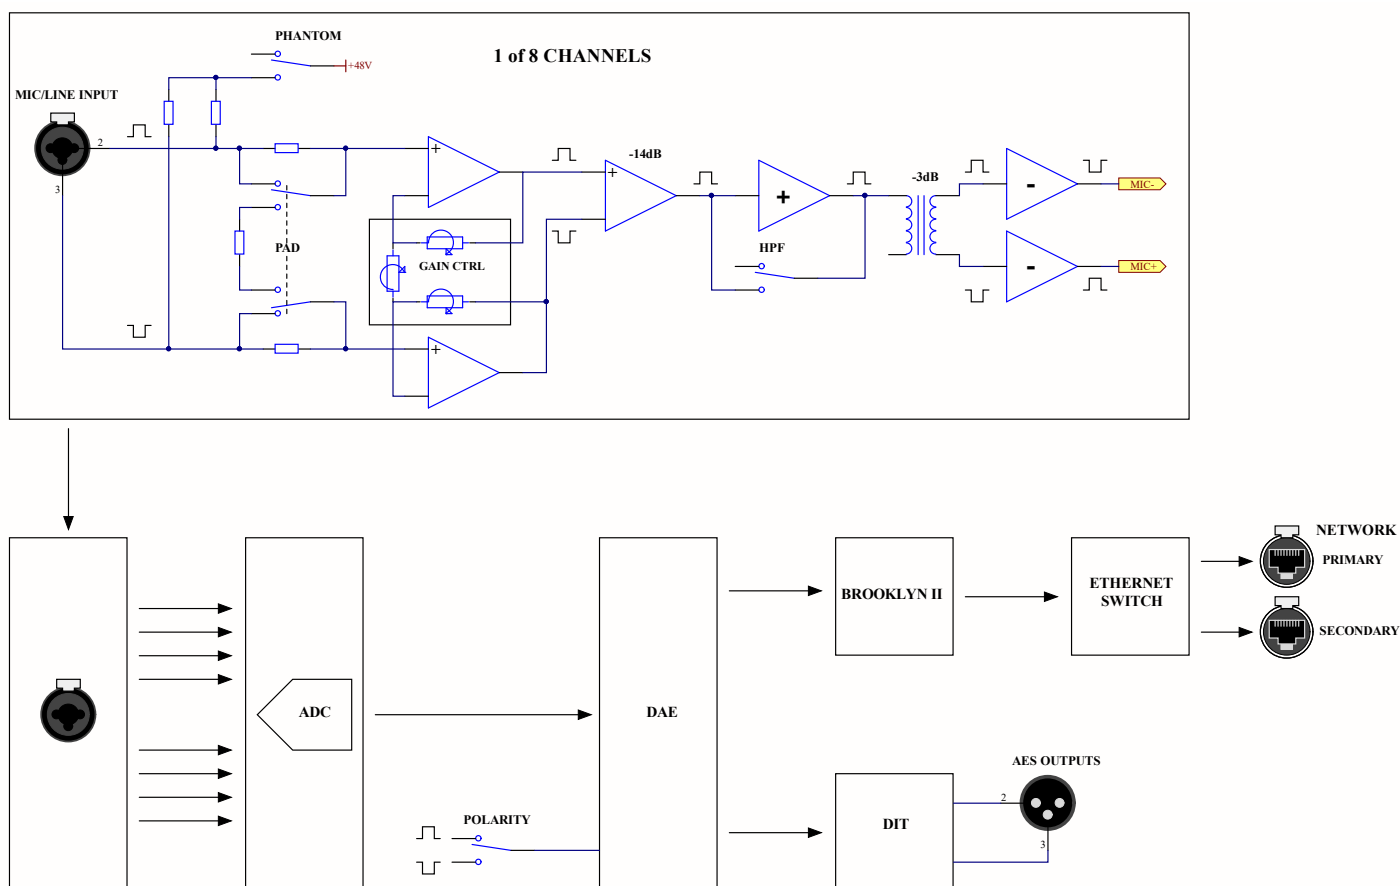 PHANTOM
1 of 8 CHANNELS
+48V
MIC/LINE INPUT
2
3
+
-14dB
+
+
-3dB
-
MIC-
PAD
GAIN CTRL
HPF
-
MIC+
+
NETWORK
PRIMARY
SECONDARY
BROOKLYN II
ETHERNET
SWITCH
ADC
DAE
AES OUTPUTS
2
3
POLARITY
DIT